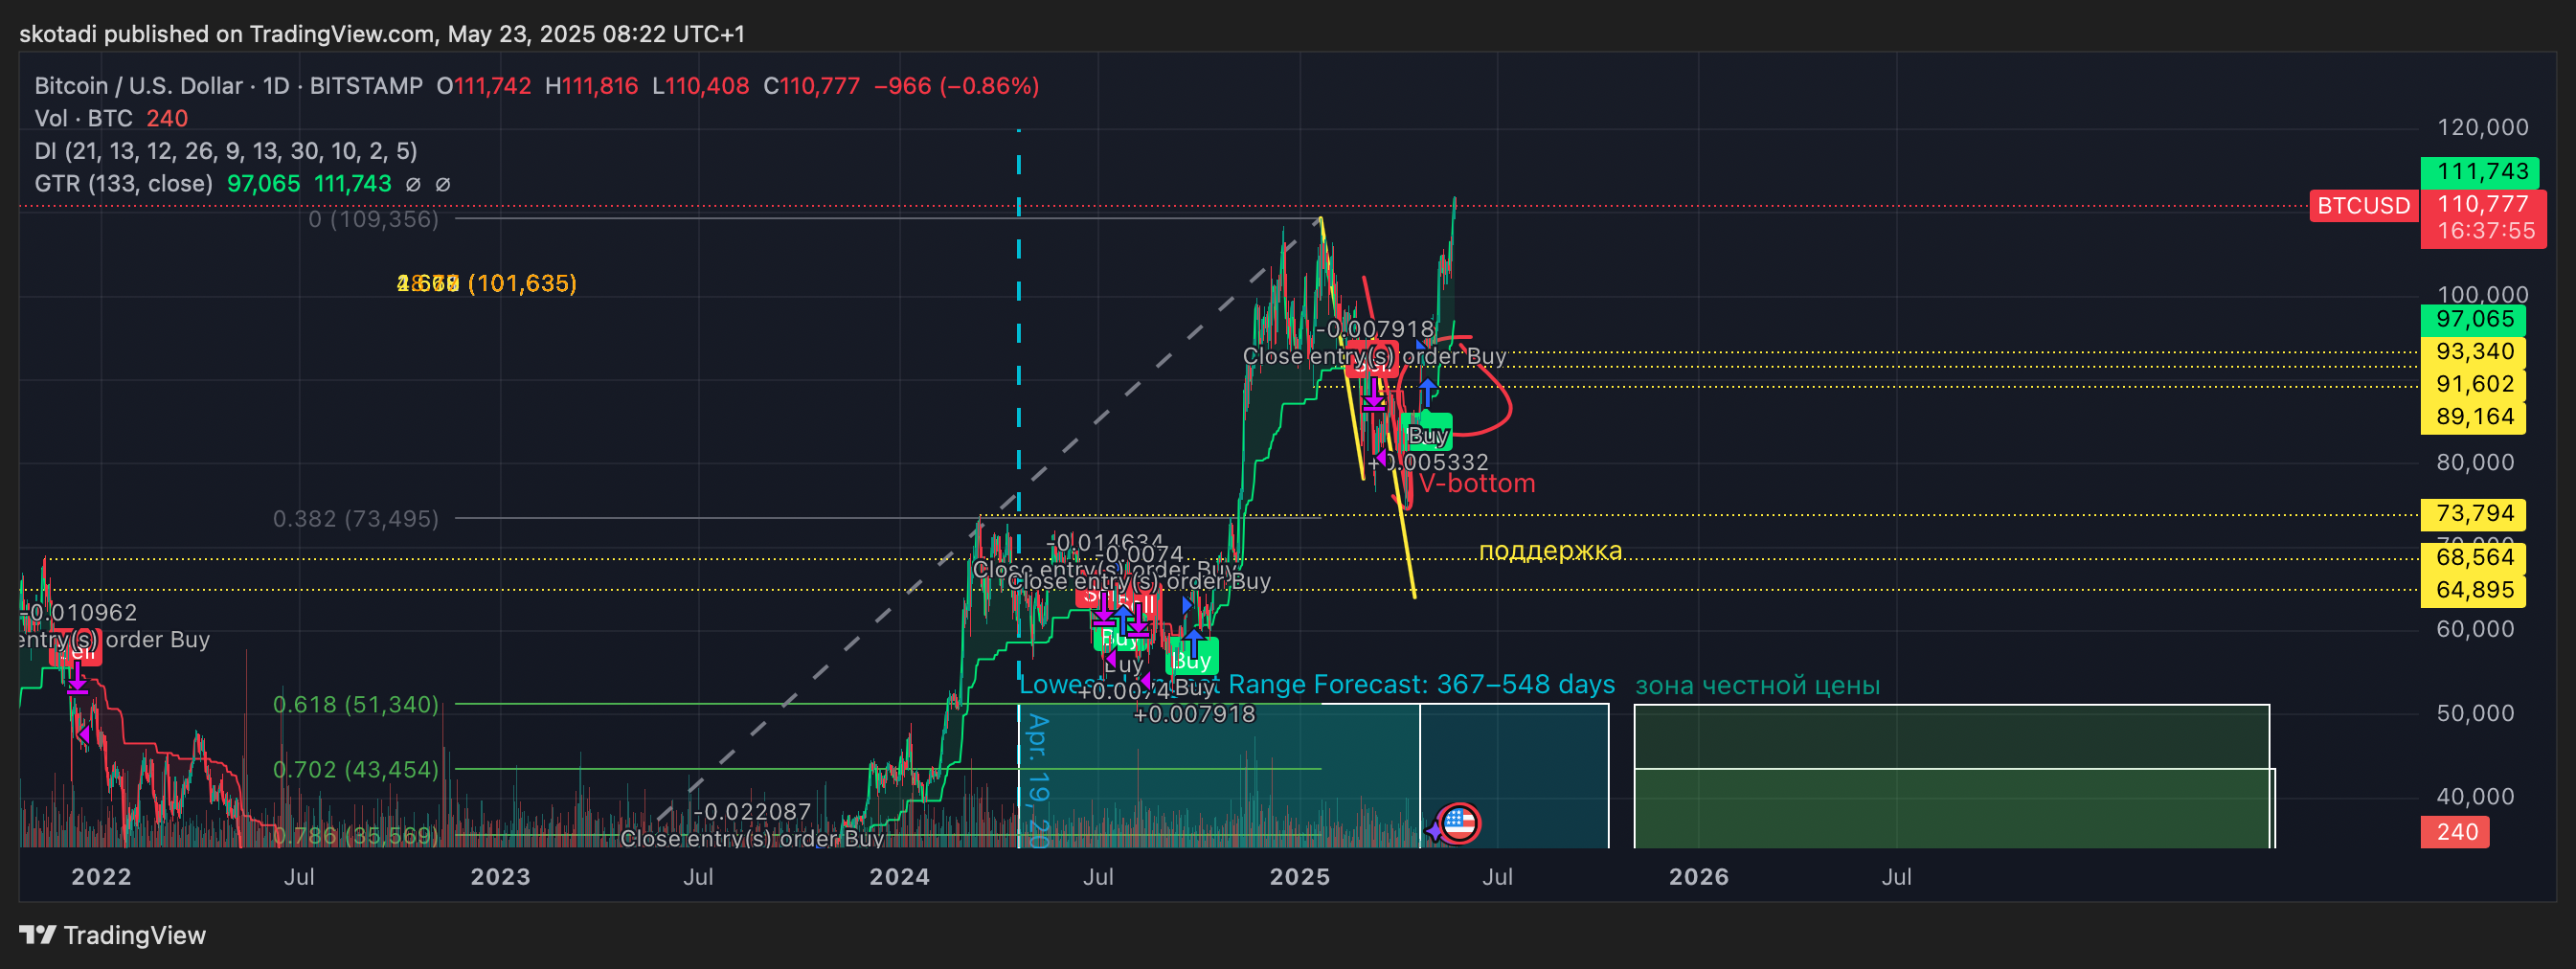 skotadi published on TradingView.com, May 23, 2025 08:22 UTC+1
Bitcoin / U.S. Dollar · 1D · BITSTAMP O111,742 H111,816 L110,408 C110,777 −966 (−0.86%)
Vol · BTC 240
DI (21, 13, 12, 26, 9, 13, 30, 10, 2, 5)
GTR (133, close) 97,065 111,743 ∅ ∅
120,000
111,743
BTCUSD 110,777
16:37:55
0 (109,356)
(101,635)
100,000
97,065
-0.007918
Close entry(s) order Buy
93,340
91,602
89,164
Buy
+0.005332
80,000
V-bottom
0.382 (73,495)
73,794
-0.014634
-0.0074
поддержка
68,564
Close entry(s) order Buy
Close entry(s) order Buy
64,895
-0.010962
entry(s) order Buy
60,000
Buy
Buy
Buy
Range Forecast: 367–548 days
зона честной цены
Buy
+0.007918
0.618 (51,340)
50,000
Apr. 19, 20
0.702 (43,454)
40,000
-0.022087
Close entry(s) order Buy
0.786 (35,569)
240
2022 Jul 2023 Jul 2024 Jul 2025 Jul 2026 Jul
TradingView